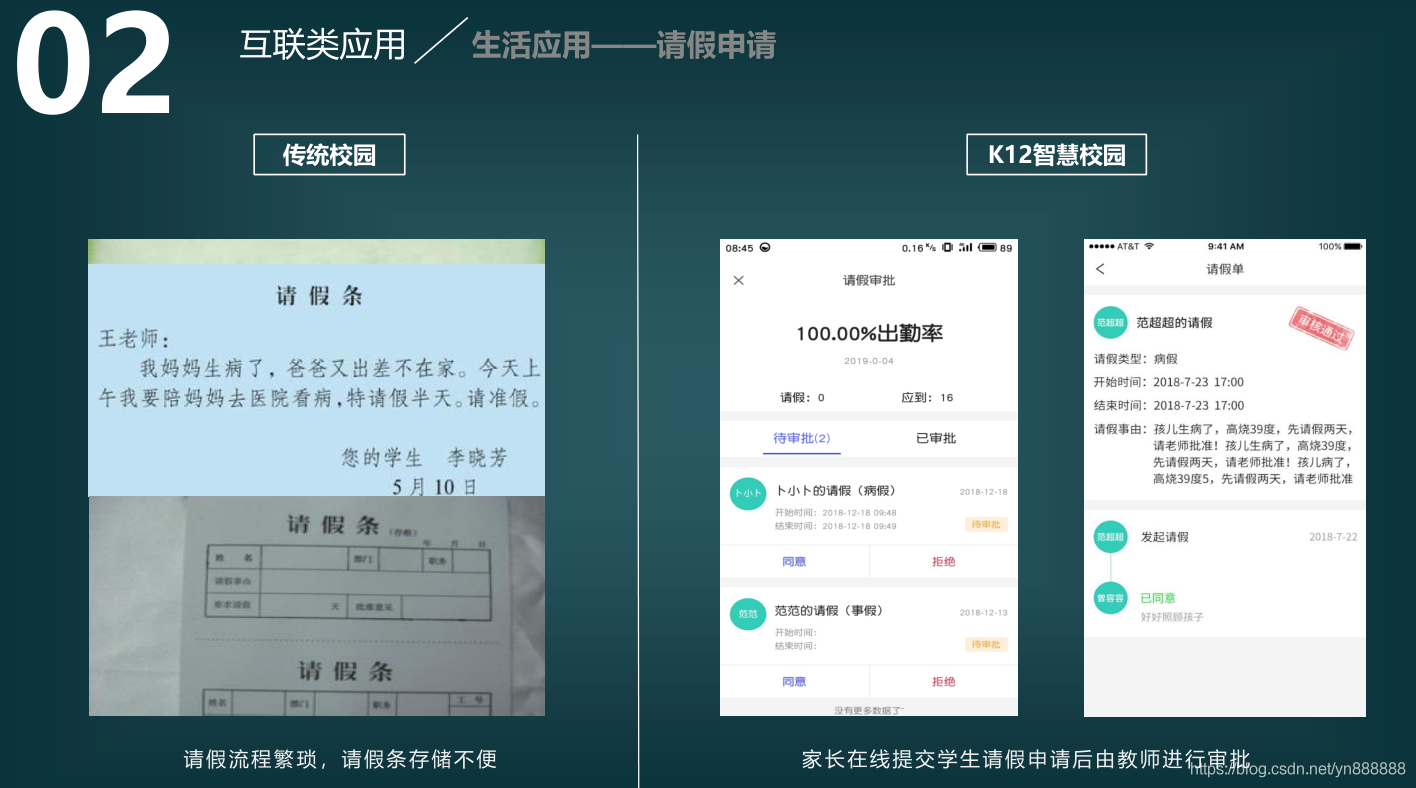 02
互联类应用
生活应用——请假申请
传统校园
K12智慧校园
请 假 条
王老师:
我妈妈生病了，爸爸又出差不在家。今天上
午我要陪妈妈去医院看病,特请假半天。请准假。
您的学生 李晓芳
5 月 10 日
请 假 条 (存根)
年 月 日
姓 名 部门 职务
请假事由
要求请假 天 批准意见
请 假 条
姓名 部门 职务 工 号
请假流程繁琐，请假条存储不便
08:45 0.16 K/s 89
请假审批
100.00%出勤率
2019-0-04
请假：0 应到：16
待审批(2) 已审批
卜小卜 卜小卜的请假（病假） 2018-12-18
开始时间：2018-12-18 09:48
结束时间：2018-12-18 09:49 待审批
同意 拒绝
范范 范范的请假（事假） 2018-12-13
开始时间：
结束时间： 待审批
同意 拒绝
没有更多数据了~
AT&T 9:41 AM 100%
请假单
范超超 范超超的请假 审核通过
请假类型：病假
开始时间：2018-7-23 17:00
结束时间：2018-7-23 17:00
请假事由：孩儿生病了，高烧39度，先请假两天，
请老师批准！孩儿生病了，高烧39度，
先请假两天，请老师批准！孩儿病了，
高烧39度5，先请假两天，请老师批准
范超超 发起请假 2018-7-22
曾容容 已同意
好好照顾孩子
家长在线提交学生请假申请后由教师进行审批
https://blog.csdn.net/yn888888